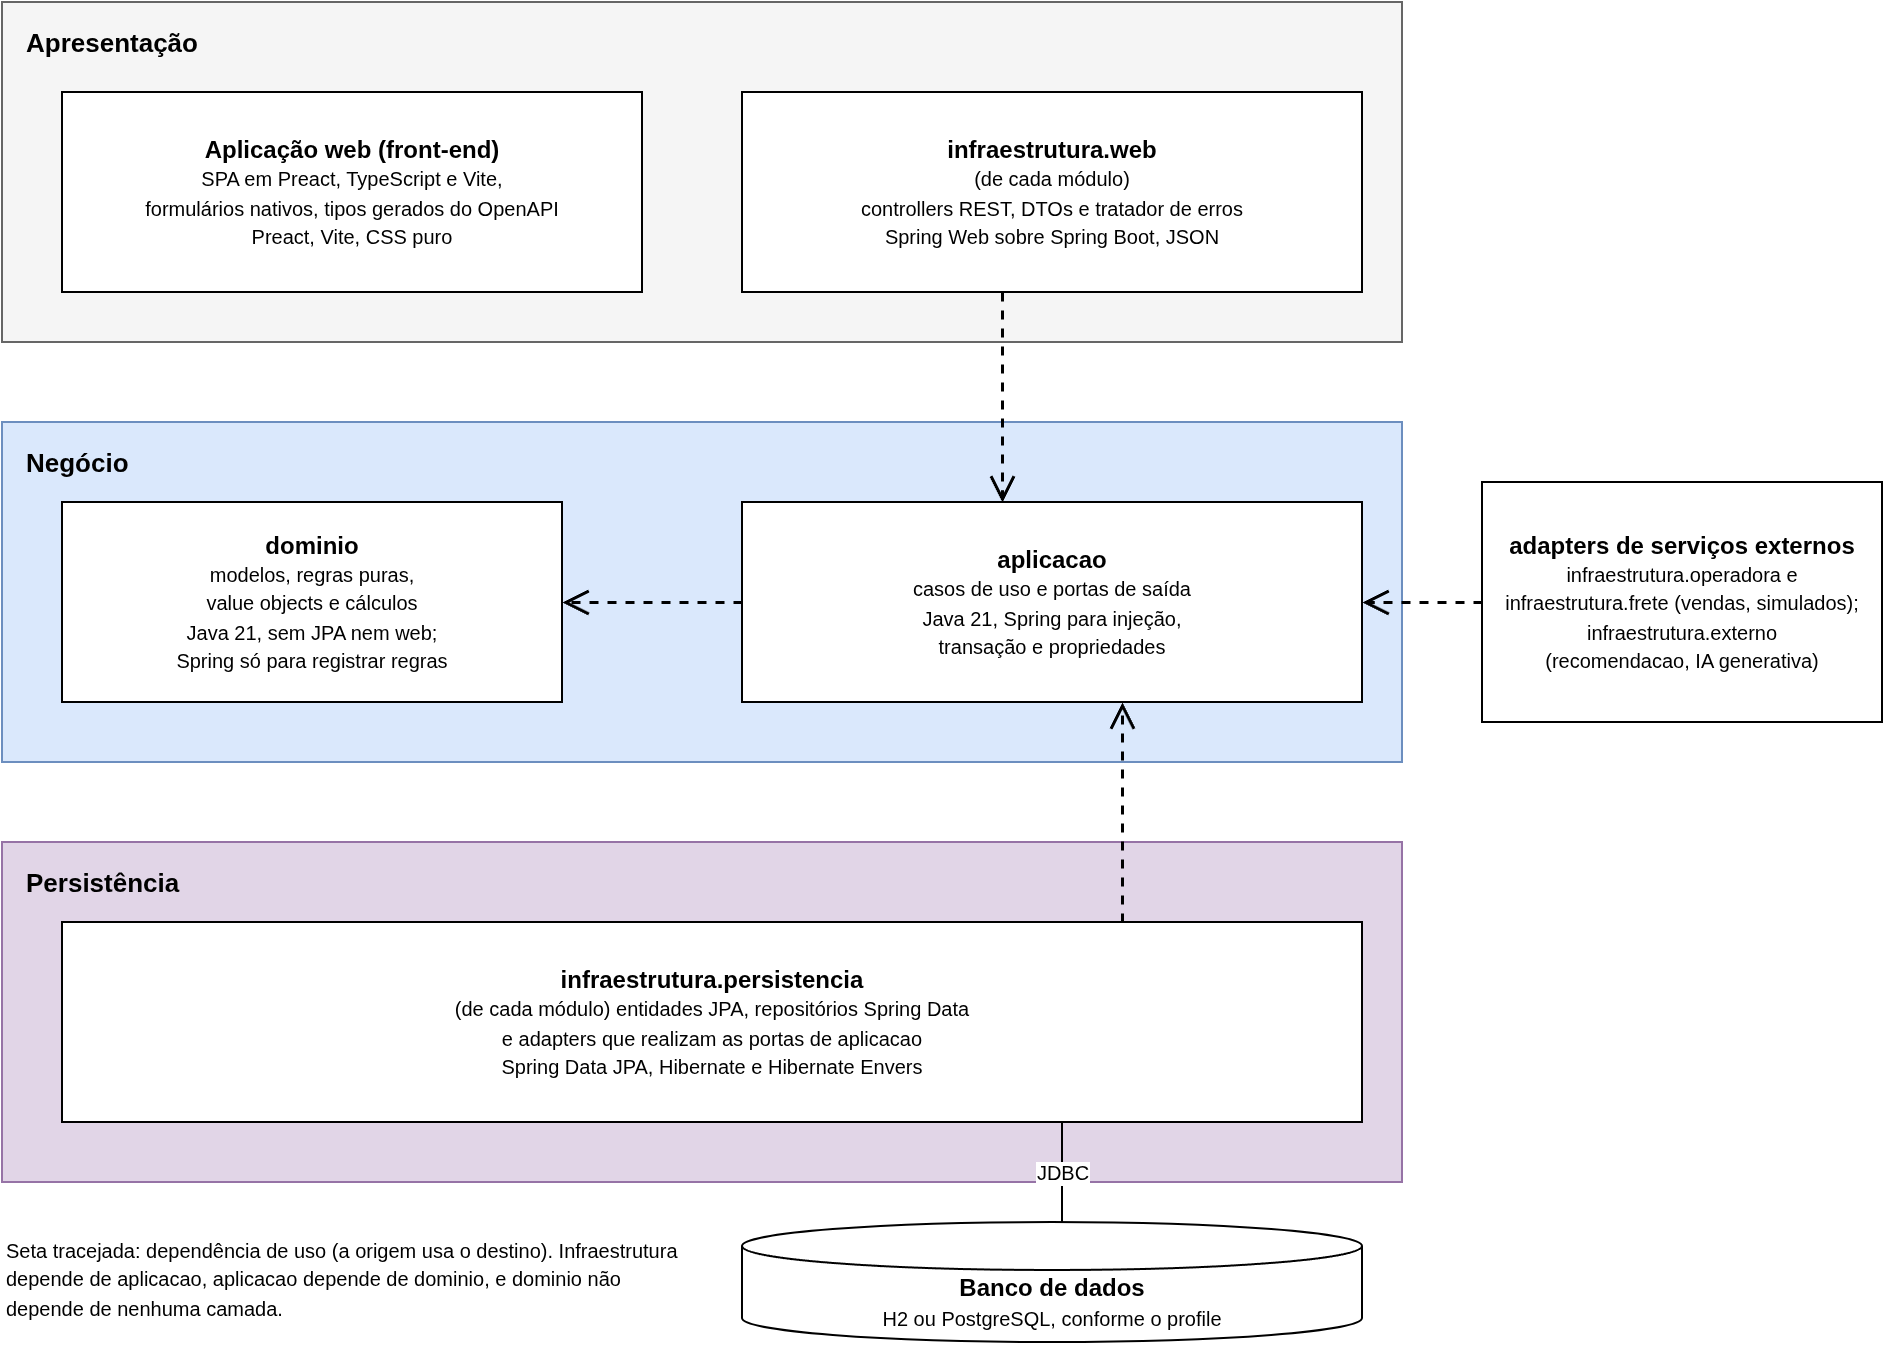 Apresentação
Aplicação web (front-end)
SPA em Preact, TypeScript e Vite,
formulários nativos, tipos gerados do OpenAPI
Preact, Vite, CSS puro
infraestrutura.web
(de cada módulo)
controllers REST, DTOs e tratador de erros
Spring Web sobre Spring Boot, JSON
Negócio
dominio
modelos, regras puras,
value objects e cálculos
Java 21, sem JPA nem web;
Spring só para registrar regras
aplicacao
casos de uso e portas de saída
Java 21, Spring para injeção,
transação e propriedades
adapters de serviços externos
infraestrutura.operadora e
infraestrutura.frete (vendas, simulados);
infraestrutura.externo
(recomendacao, IA generativa)
Persistência
infraestrutura.persistencia
(de cada módulo) entidades JPA, repositórios Spring Data
e adapters que realizam as portas de aplicacao
Spring Data JPA, Hibernate e Hibernate Envers
JDBC
Seta tracejada: dependência de uso (a origem usa o destino). Infraestrutura
depende de aplicacao, aplicacao depende de dominio, e dominio não
depende de nenhuma camada.
Banco de dados
H2 ou PostgreSQL, conforme o profile